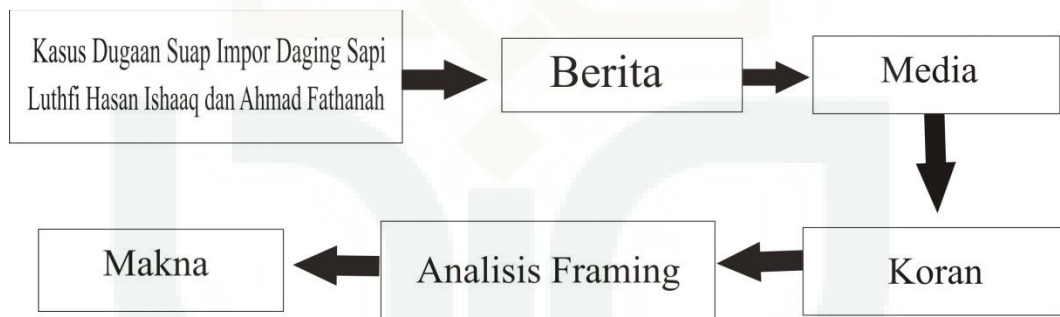 Kasus Dugaan Suap Impor Daging Sapi
Luthfi Hasan Ishaaq dan Ahmad Fathanah
Berita
Media
Koran
Analisis Framing
Makna